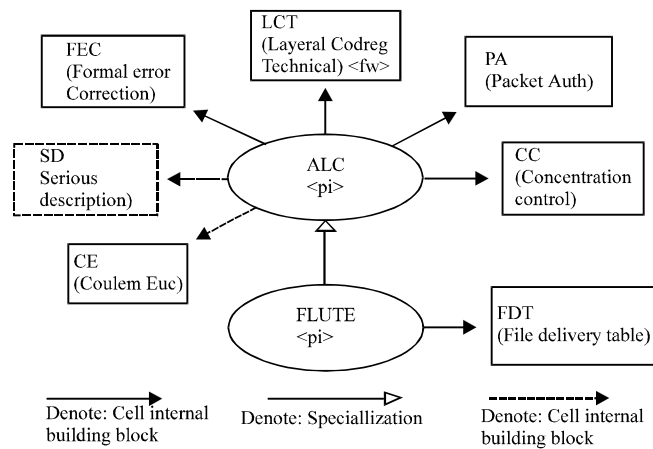 LCT
(Layeral Codreg
Technical) <fw>
FEC
(Formal error
Correction)
PA
(Packet Auth)
SD
Serious
description)
ALC
<pi>
CC
(Concentration
control)
CE
(Coulem Euc)
FLUTE
<pi>
FDT
(File delivery table)
Denote: Cell internal
building block
Denote: Speciallization
Denote: Cell internal
building block